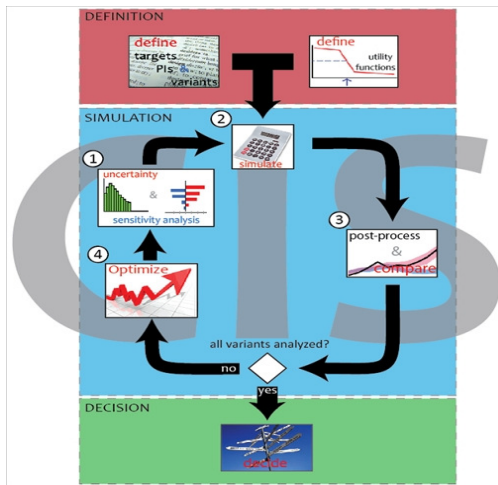 DEFINITION
define
targets
PIs &
variants
define
utility
functions
SIMULATION
2
simulate
1
uncertainty
&
sensitivity analysis
3
post-process
&
compare
4
Optimize
all variants analyzed?
no
yes
DECISION
decide
CIS